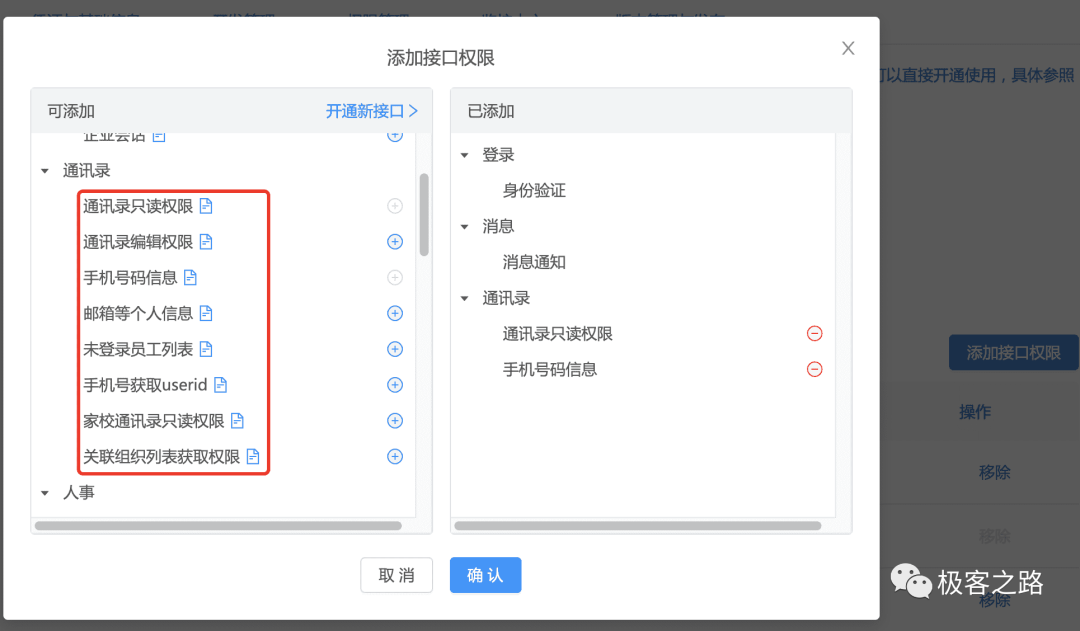 可以直接开通使用，具体参照
添加接口权限
可添加
开通新接口
已添加
企业会话
通讯录
通讯录只读权限
通讯录编辑权限
手机号码信息
邮箱等个人信息
未登录员工列表
手机号获取userid
家校通讯录只读权限
关联组织列表获取权限
人事
登录
身份验证
消息
消息通知
通讯录
通讯录只读权限
手机号码信息
取 消
确 认
添加接口权限
操作
移除
移除
移除
极客之路